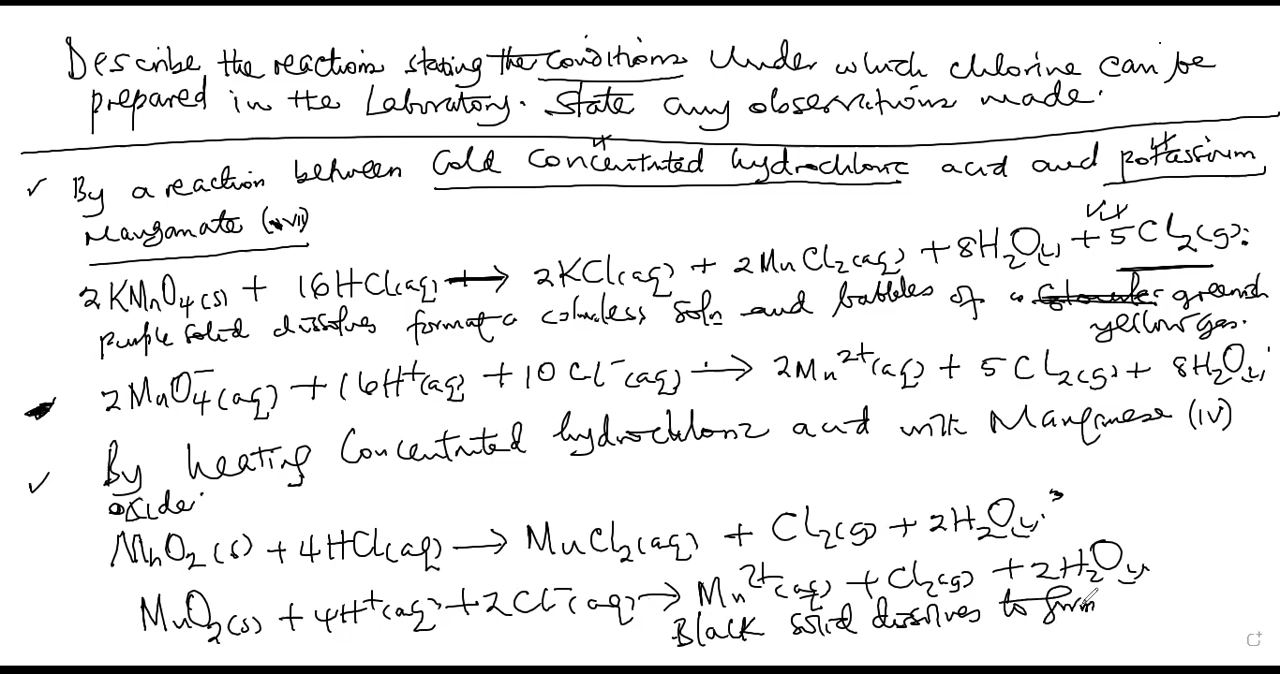 Describe the reactions stating the conditions under which chlorine can be
prepared in the Laboratory. State any observations made.
✓ By a reaction between Cold Concentrated hydrochloric acid and potassium
Manganate (vii)
2KMnO₄(s) + 16HCl(aq) → 2KCl(aq) + 2MnCl₂(aq) + 8H₂O(l) + 5Cl₂(g):
purple solid dissolves format a colourless soln and bubbles of a greenish
yellow gas.
2MnO₄⁻(aq) + 16H⁺(aq) + 10Cl⁻(aq) → 2Mn²⁺(aq) + 5Cl₂(g) + 8H₂O(l)
✓ By heating Concentrated hydrochloric acid with Manganese (iv)
oxide.
MnO₂(s) + 4HCl(aq) → MnCl₂(aq) + Cl₂(g) + 2H₂O(l).
MnO₂(s) + 4H⁺(aq) + 2Cl⁻(aq) → Mn²⁺(aq) + Cl₂(g) + 2H₂O(l)
Black solid dissolves to form